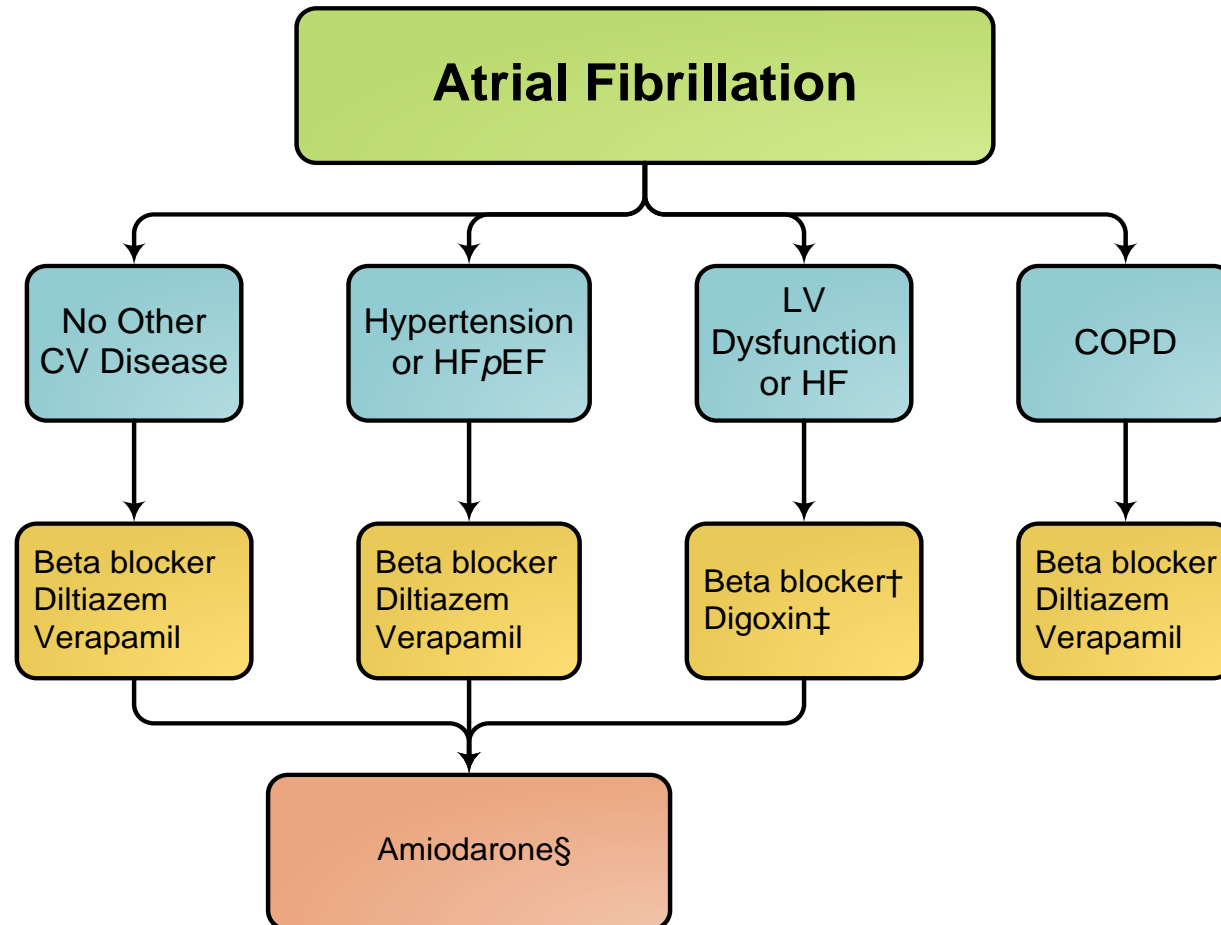 Atrial Fibrillation
No Other
CV Disease
Hypertension
or HFpEF
LV
Dysfunction
or HF
COPD
Beta blocker
Diltiazem
Verapamil
Beta blocker
Diltiazem
Verapamil
Beta blocker†
Digoxin‡
Beta blocker
Diltiazem
Verapamil
Amiodarone§